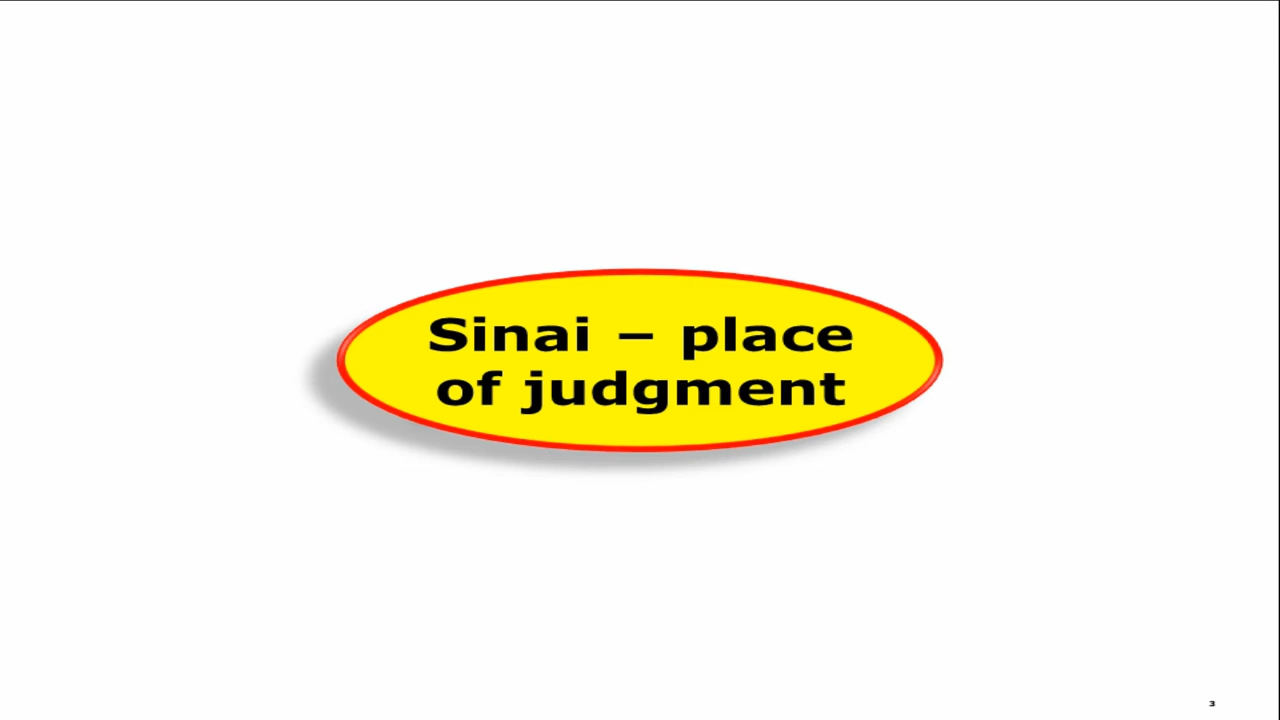 Sinai – place
of judgment
3